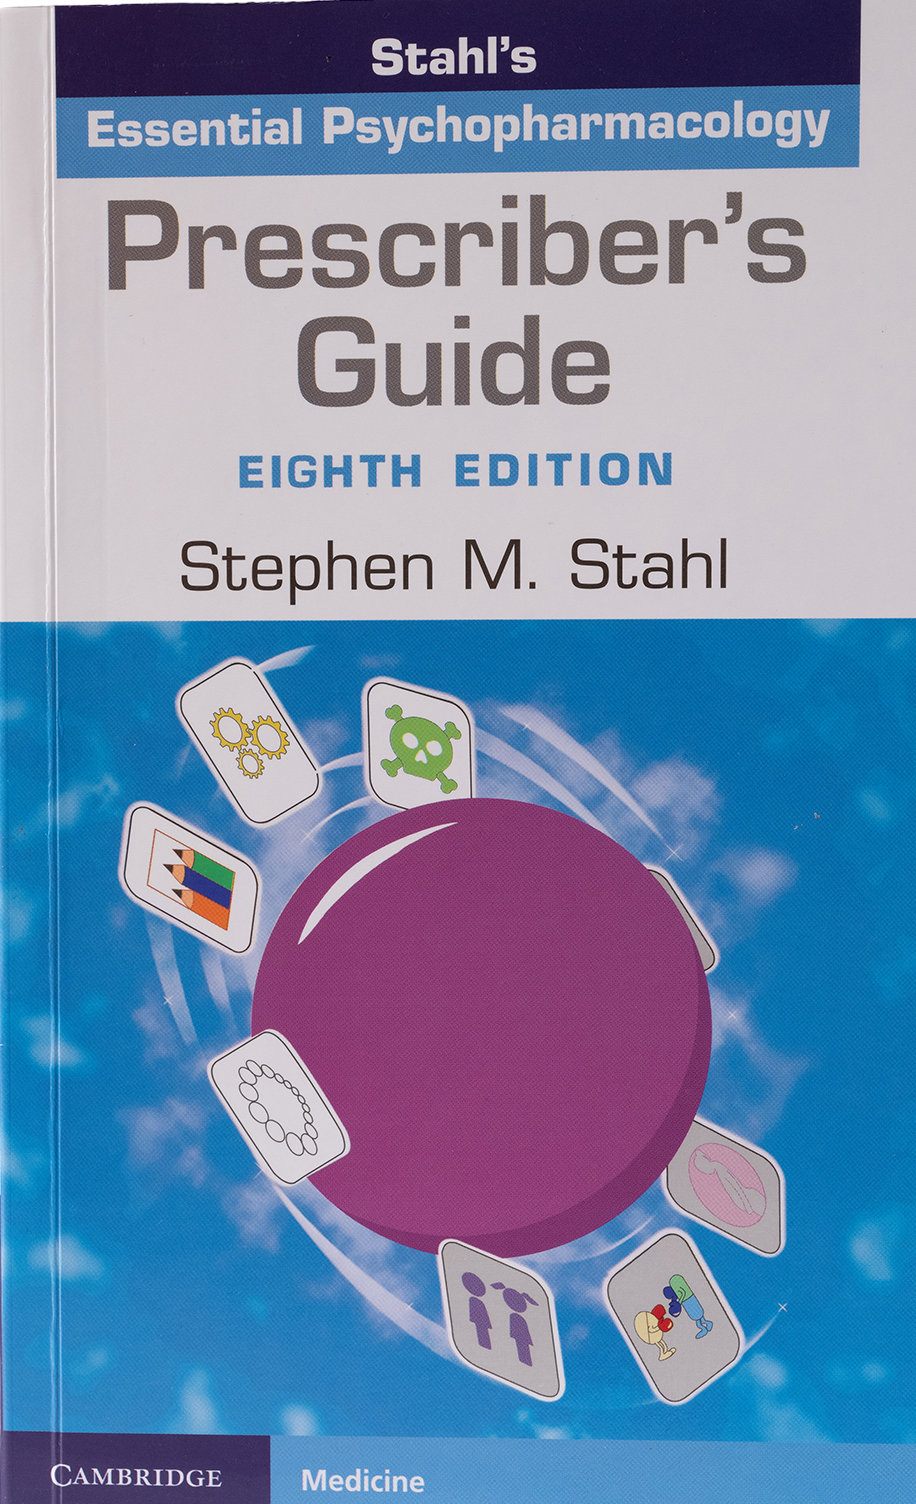 Stahl's
Essential Psychopharmacology
Prescriber's
Guide
EIGHTH EDITION
Stephen M. Stahl
CAMBRIDGE
Medicine